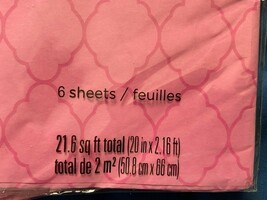 6 sheets / feuilles
21.6 sq ft total (20 in x 2.16 ft)
total de 2 m² (50.8 cm x 66 cm)